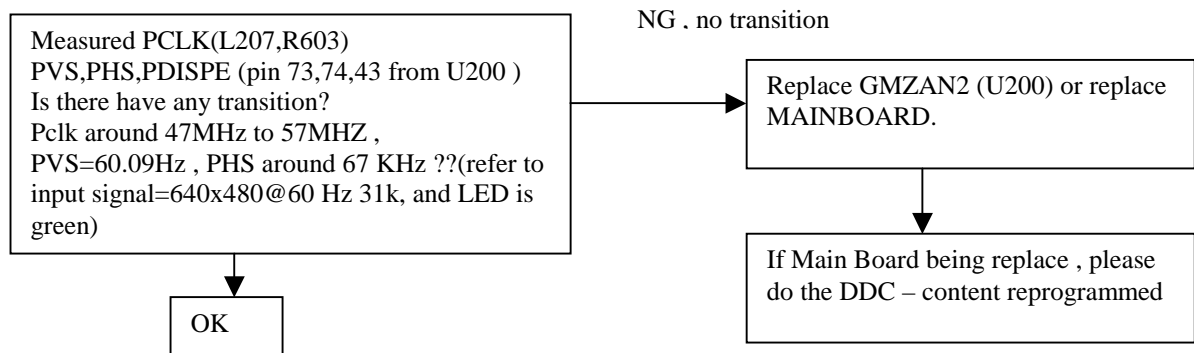 NG , no transition
Measured PCLK(L207,R603)
PVS,PHS,PDISPE (pin 73,74,43 from U200 )
Is there have any transition?
Pclk around 47MHz to 57MHZ ,
PVS=60.09Hz , PHS around 67 KHz ??(refer to
input signal=640x480@60 Hz 31k, and LED is
green)
Replace GMZAN2 (U200) or replace
MAINBOARD.
If Main Board being replace , please
do the DDC – content reprogrammed
OK